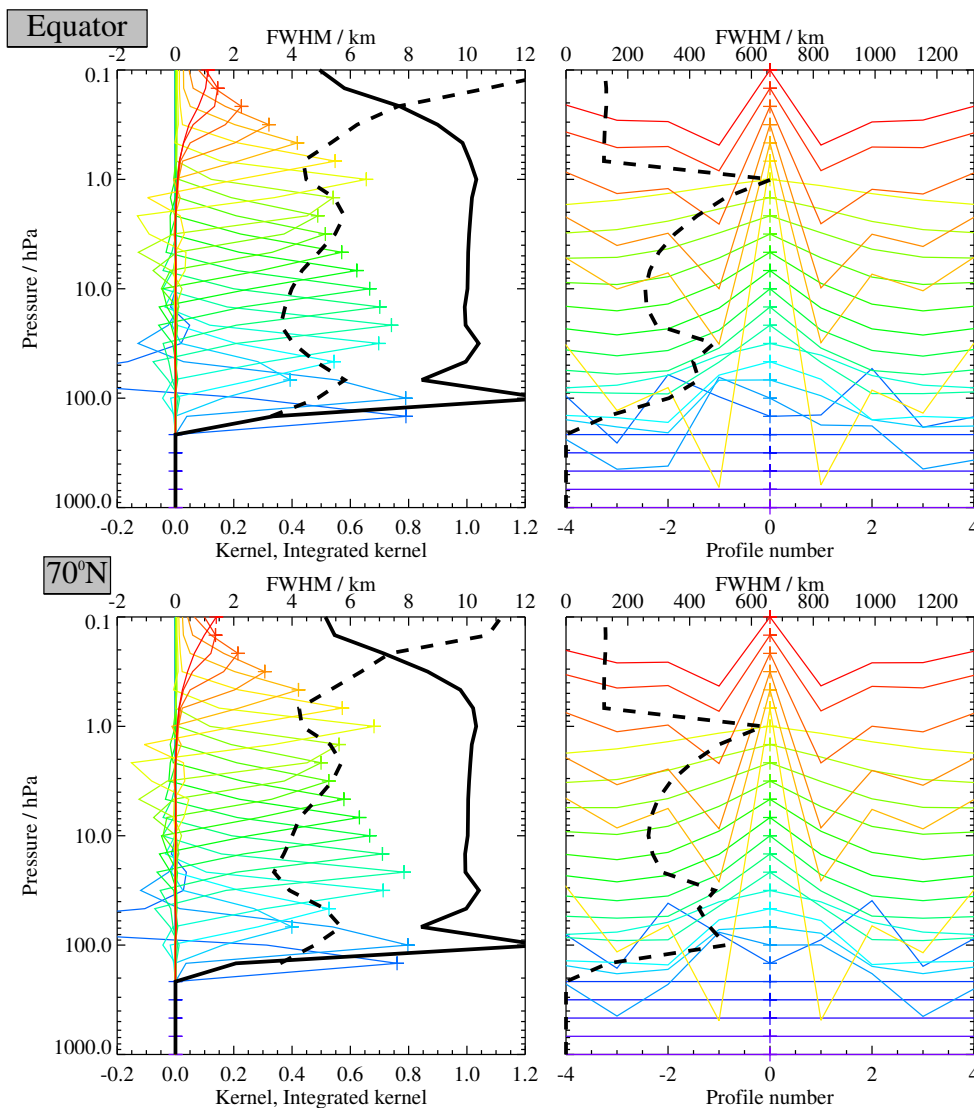 Equator
FWHM / km
FWHM / km
-2 0 2 4 6 8 10 12
0 200 400 600 800 1000 1200
0.1
1.0
10.0
100.0
1000.0
Pressure / hPa
-0.2 0.0 0.2 0.4 0.6 0.8 1.0 1.2
-4 -2 0 2 4
Kernel, Integrated kernel
Profile number
70⁰N
FWHM / km
FWHM / km
-2 0 2 4 6 8 10 12
0 200 400 600 800 1000 1200
0.1
1.0
10.0
100.0
1000.0
Pressure / hPa
-0.2 0.0 0.2 0.4 0.6 0.8 1.0 1.2
-4 -2 0 2 4
Kernel, Integrated kernel
Profile number